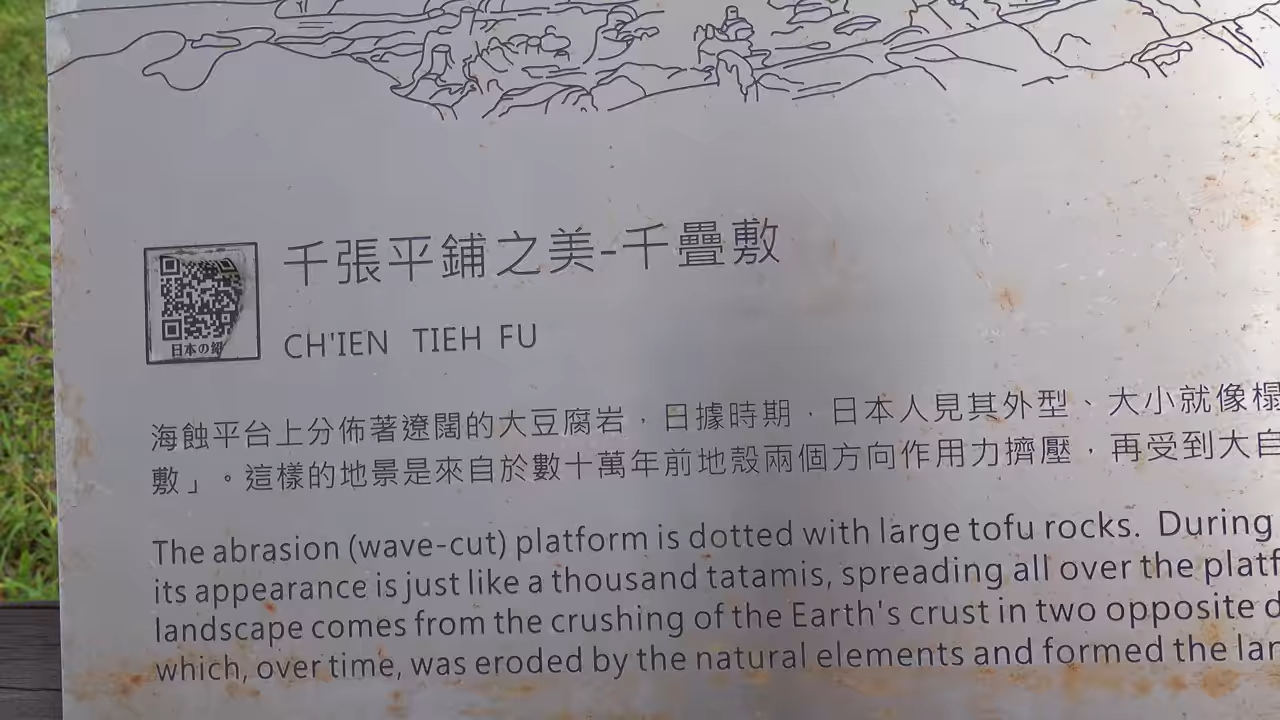 千張平鋪之美-千疊敷
日本の紹
CH'IEN TIEH FU
海蝕平台上分佈著遼闊的大豆腐岩，日據時期，日本人見其外型、大小就像榻
敷」。這樣的地景是來自於數十萬年前地殼兩個方向作用力擠壓，再受到大自
The abrasion (wave-cut) platform is dotted with large tofu rocks. During
its appearance is just like a thousand tatamis, spreading all over the platf
landscape comes from the crushing of the Earth's crust in two opposite d
which, over time, was eroded by the natural elements and formed the lan